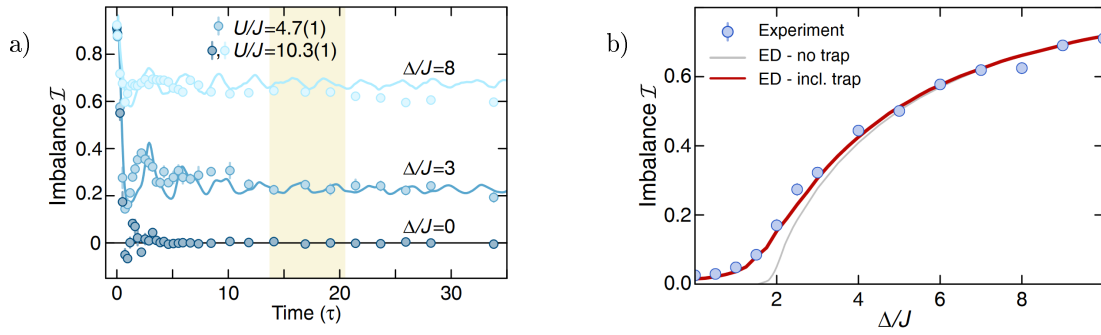 a)
Imbalance I
0.8
0.6
0.4
0.2
0
U/J=4.7(1)
, U/J=10.3(1)
Δ/J=8
Δ/J=3
Δ/J=0
0 10 20 30
Time (τ)
b)
Imbalance I
0.6
0.4
0.2
0.0
Experiment
ED - no trap
ED - incl. trap
0 2 4 6 8
Δ/J